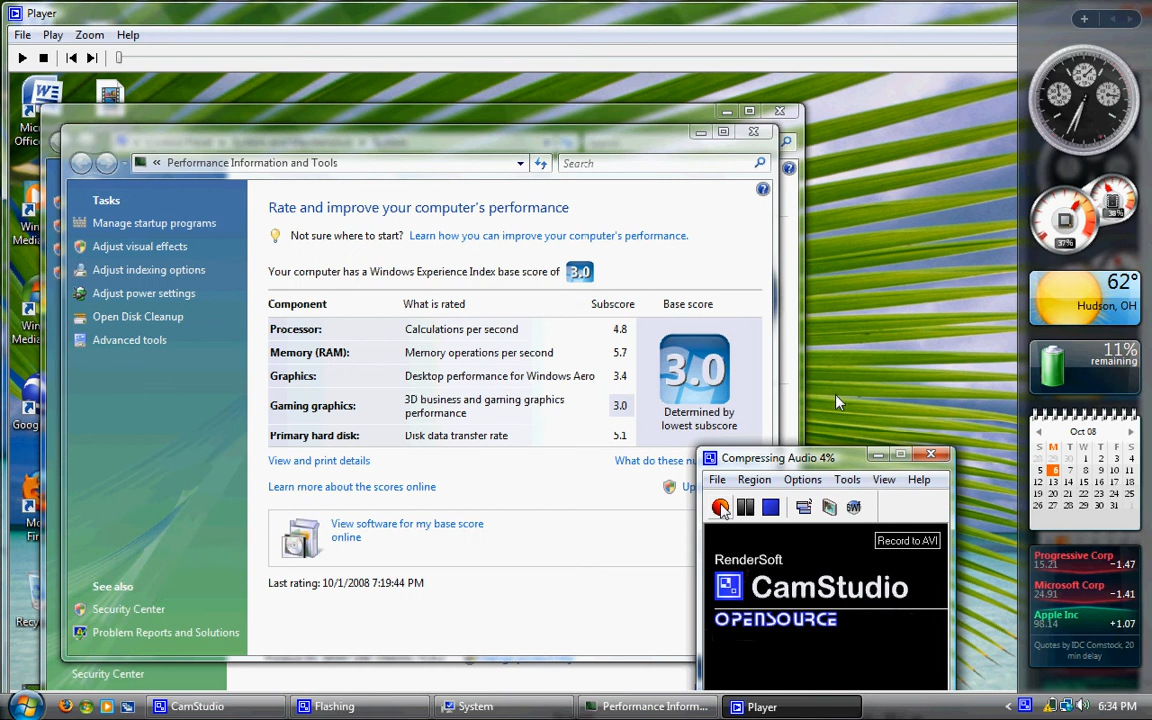 Player
File Play Zoom Help
Performance Information and Tools
Search
Tasks
Manage startup programs
Adjust visual effects
Adjust indexing options
Adjust power settings
Open Disk Cleanup
Advanced tools
See also
Security Center
Problem Reports and Solutions
Security Center
Rate and improve your computer's performance
Not sure where to start? Learn how you can improve your computer's performance.
Your computer has a Windows Experience Index base score of 3.0
Component What is rated Subscore Base score
Processor: Calculations per second 4.8
Memory (RAM): Memory operations per second 5.7
Graphics: Desktop performance for Windows Aero 3.4
Gaming graphics: 3D business and gaming graphics performance 3.0
Primary hard disk: Disk data transfer rate 5.1
3.0
Determined by
lowest subscore
View and print details What do these nu
Learn more about the scores online Up
View software for my base score
online
Last rating: 10/1/2008 7:19:44 PM
Compressing Audio 4%
File Region Options Tools View Help
Record to AVI
RenderSoft
CamStudio
OPENSOURCE
38%
37%
62°
Hudson, OH
11%
remaining
Oct 08
S M T W T F S
28 29 30 1 2 3 4
5 6 7 8 9 10 11
12 13 14 15 16 17 18
19 20 21 22 23 24 25
26 27 28 29 30 31 1
Progressive Corp
15.21 -1.47
Microsoft Corp
24.91 -1.41
Apple Inc
98.14 +1.07
Quotes by IDC Comstock, 20
min delay
CamStudio Flashing System Performance Inform... Player 6:34 PM